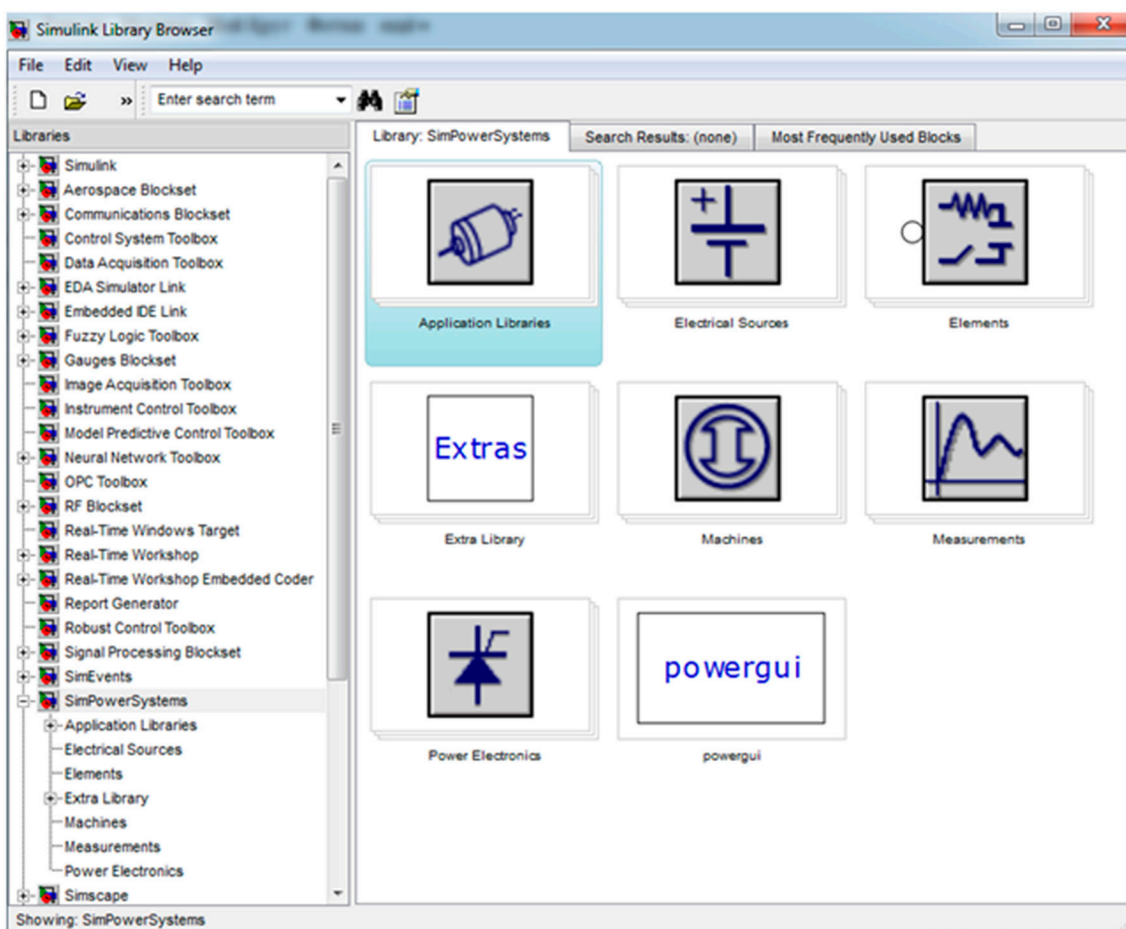 Simulink Library Browser
File Edit View Help
» Enter search term
Libraries
Simulink
Aerospace Blockset
Communications Blockset
Control System Toolbox
Data Acquisition Toolbox
EDA Simulator Link
Embedded IDE Link
Fuzzy Logic Toolbox
Gauges Blockset
Image Acquisition Toolbox
Instrument Control Toolbox
Model Predictive Control Toolbox
Neural Network Toolbox
OPC Toolbox
RF Blockset
Real-Time Windows Target
Real-Time Workshop
Real-Time Workshop Embedded Coder
Report Generator
Robust Control Toolbox
Signal Processing Blockset
SimEvents
SimPowerSystems
Application Libraries
Electrical Sources
Elements
Extra Library
Machines
Measurements
Power Electronics
Simscape
Library: SimPowerSystems Search Results: (none) Most Frequently Used Blocks
Application Libraries Electrical Sources Elements
Extras
Extra Library Machines Measurements
powergui
Power Electronics powergui
Showing: SimPowerSystems